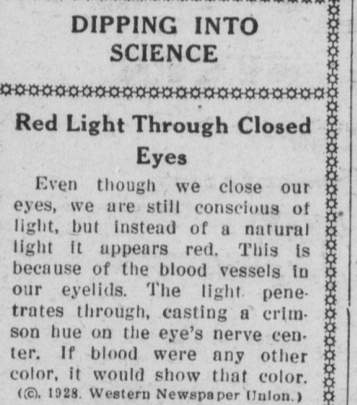 DIPPING INTO
SCIENCE
Red Light Through Closed
Eyes
Even though we close our
eyes, we are still conscious of
light, but instead of a natural
light it appears red. This is
because of the blood vessels in
our eyelids. The light pene-
trates through, casting a crim-
son hue on the eye's nerve cen-
ter. If blood were any other
color, it would show that color.
(©, 1928, Western Newspaper Union.)